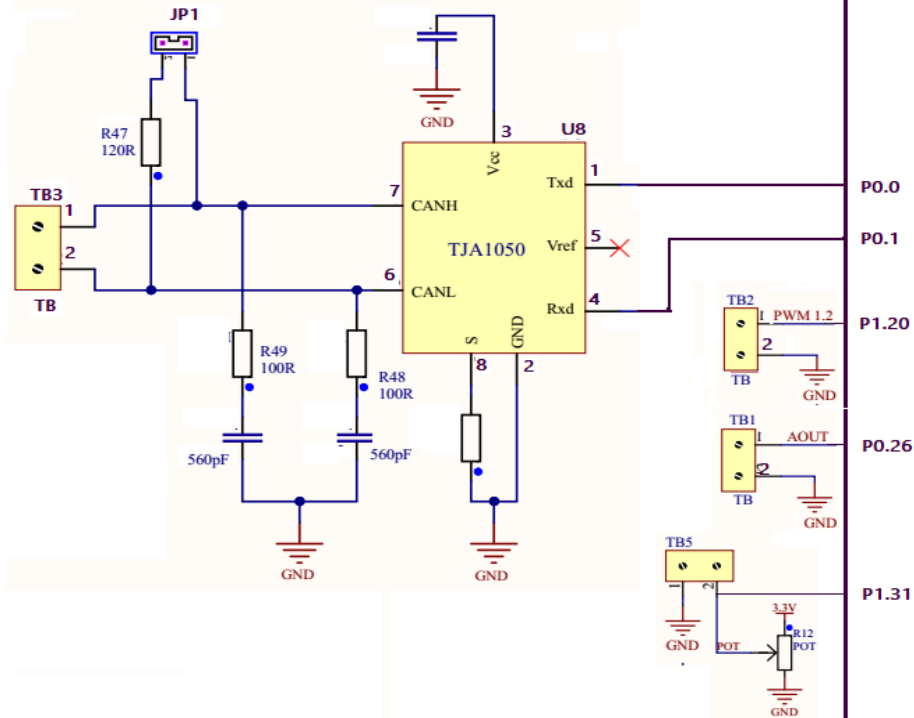 JP1
2
1
R47
120R
GND
3
U8
Vcc
Txd
1
P0.0
TB3
1
7
CANH
TJA1050
Vref
5
P0.1
2
6
CANL
Rxd
4
TB
S
GND
8
2
TB2
1
PWM 1.2
P1.20
2
TB
GND
R49
100R
R48
100R
560pF
560pF
TB1
1
AOUT
P0.26
2
TB
GND
GND
GND
TB5
1
2
P1.31
3.3V
R12
POT
GND
POT
GND